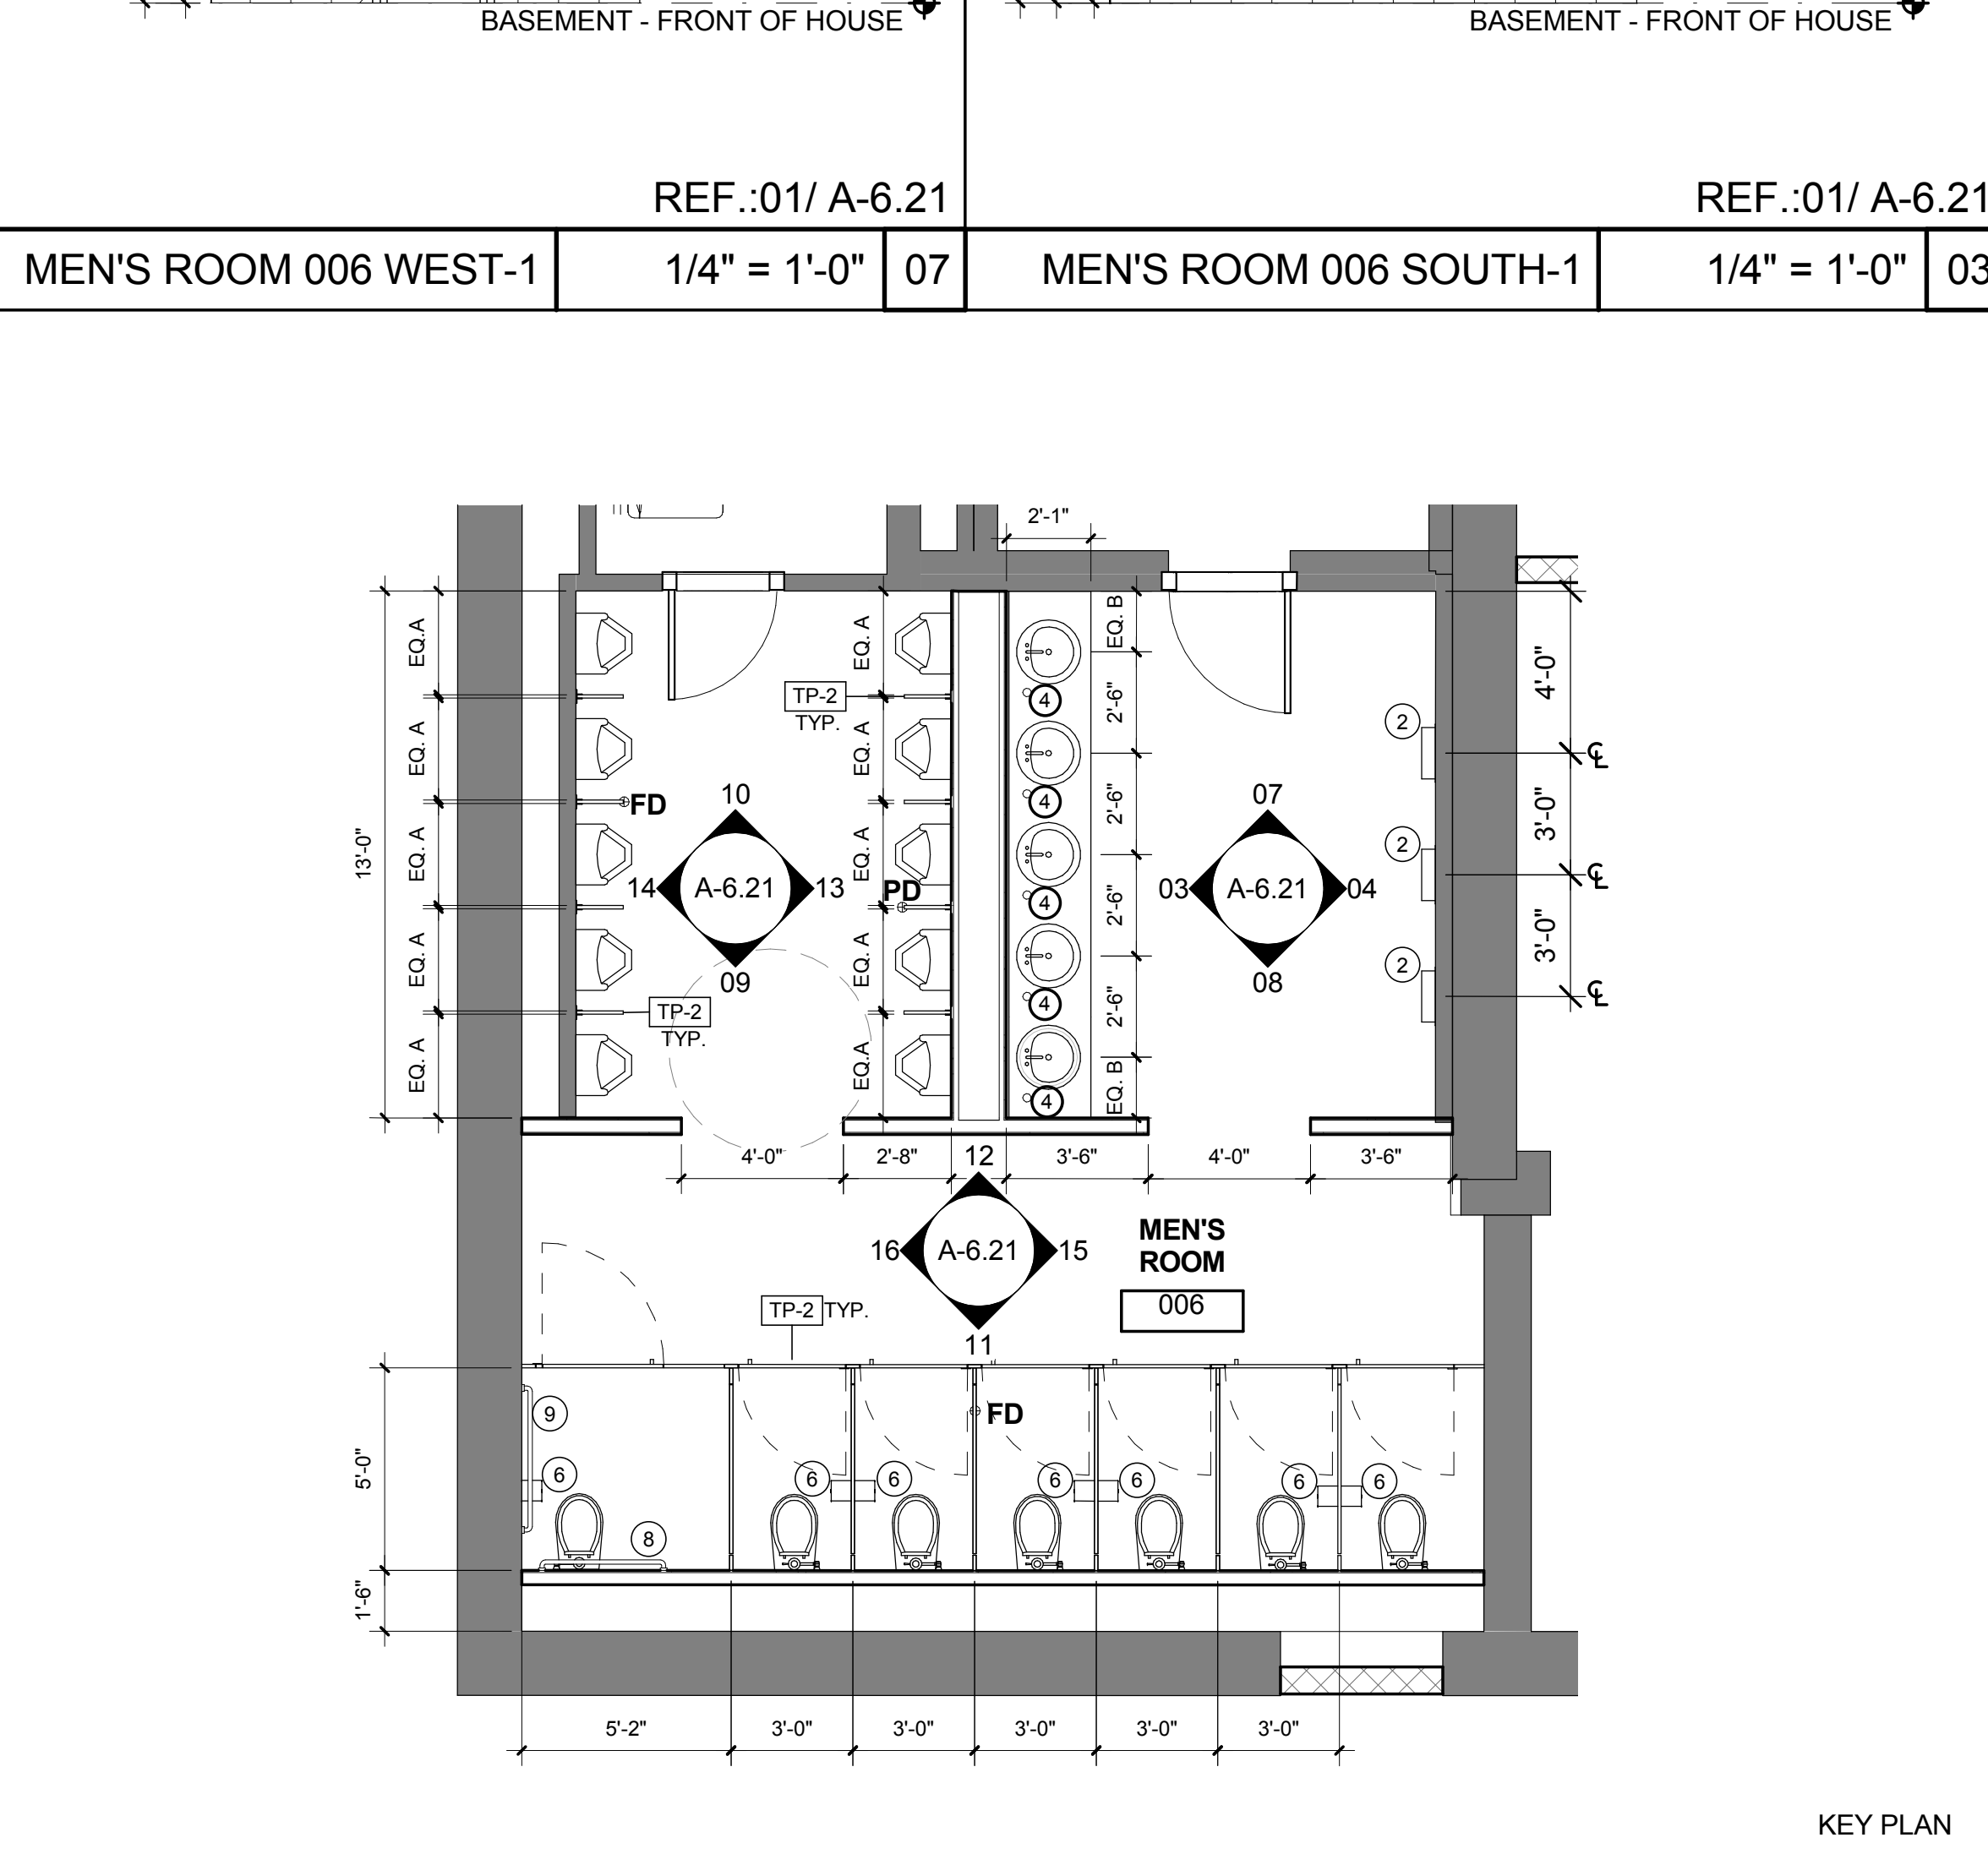 BASEMENT - FRONT OF HOUSE
BASEMENT - FRONT OF HOUSE
REF.:01/ A-6.21
REF.:01/ A-6.21
MEN'S ROOM 006 WEST-1
1/4" = 1'-0"
07
MEN'S ROOM 006 SOUTH-1
1/4" = 1'-0"
03
2'-1"
13'-0"
EQ.A
EQ. A
EQ. A
EQ. A
EQ. A
EQ. A
EQ. A
EQ. A
EQ. A
EQ.A
TP-2
TYP.
FD
PD
TP-2
TYP.
10
14
A-6.21
13
09
4
4
4
4
4
EQ. B
2'-6"
2'-6"
2'-6"
2'-6"
EQ. B
07
03
A-6.21
04
08
2
2
2
4'-0"
3'-0"
3'-0"
℄
℄
℄
4'-0"
2'-8"
3'-6"
4'-0"
3'-6"
12
16
A-6.21
15
11
MEN'S
ROOM
006
TP-2
TYP.
FD
9
6
8
6
6
6
6
6
6
5'-0"
1'-6"
5'-2"
3'-0"
3'-0"
3'-0"
3'-0"
3'-0"
KEY PLAN